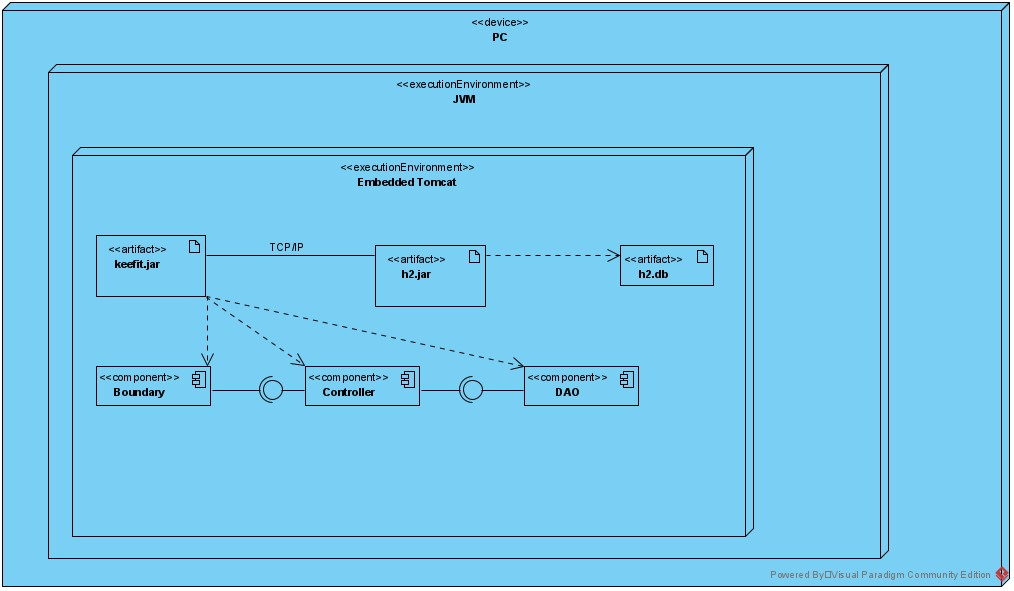 <<device>>
PC
<<executionEnvironment>>
JVM
<<executionEnvironment>>
Embedded Tomcat
<<artifact>>
keefit.jar
TCP/IP
<<artifact>>
h2.jar
<<artifact>>
h2.db
<<component>>
Boundary
<<component>>
Controller
<<component>>
DAO
Powered By□Visual Paradigm Community Edition